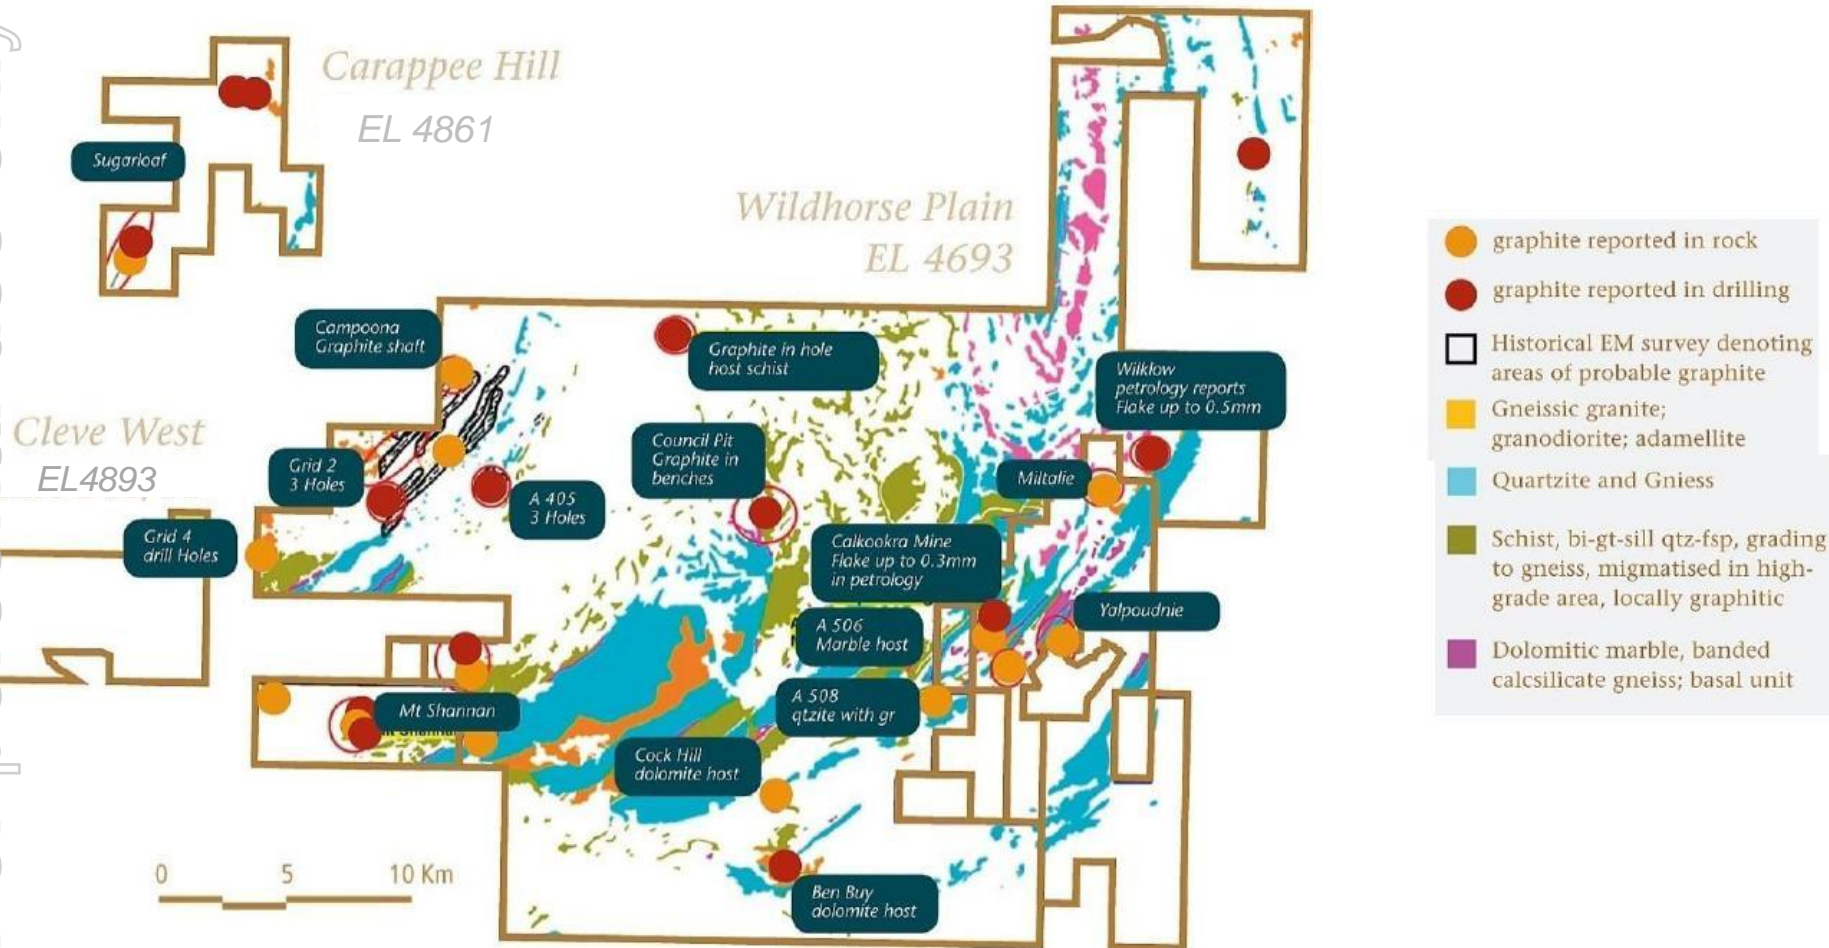 Carappee Hill
EL 4861
Sugarloaf
Wildhorse Plain
EL 4693
Campoona
Graphite shaft
Graphite in hole
host schist
Wilklow
petrology reports
Flake up to 0.5mm
Cleve West
EL4893
Grid 2
3 Holes
A 405
3 Holes
Council Pit
Graphite in
benches
Miltalie
Grid 4
drill Holes
Calkookra Mine
Flake up to 0.3mm
in petrology
Yalpoudnie
A 506
Marble host
A 508
qtzite with gr
Mt Shannan
Cock Hill
dolomite host
Ben Buy
dolomite host
0 5 10 Km
graphite reported in rock
graphite reported in drilling
Historical EM survey denoting
areas of probable graphite
Gneissic granite;
granodiorite; adamellite
Quartzite and Gniess
Schist, bi-gt-sill qtz-fsp, grading
to gneiss, migmatised in high-
grade area, locally graphitic
Dolomitic marble, banded
calcsilicate gneiss; basal unit